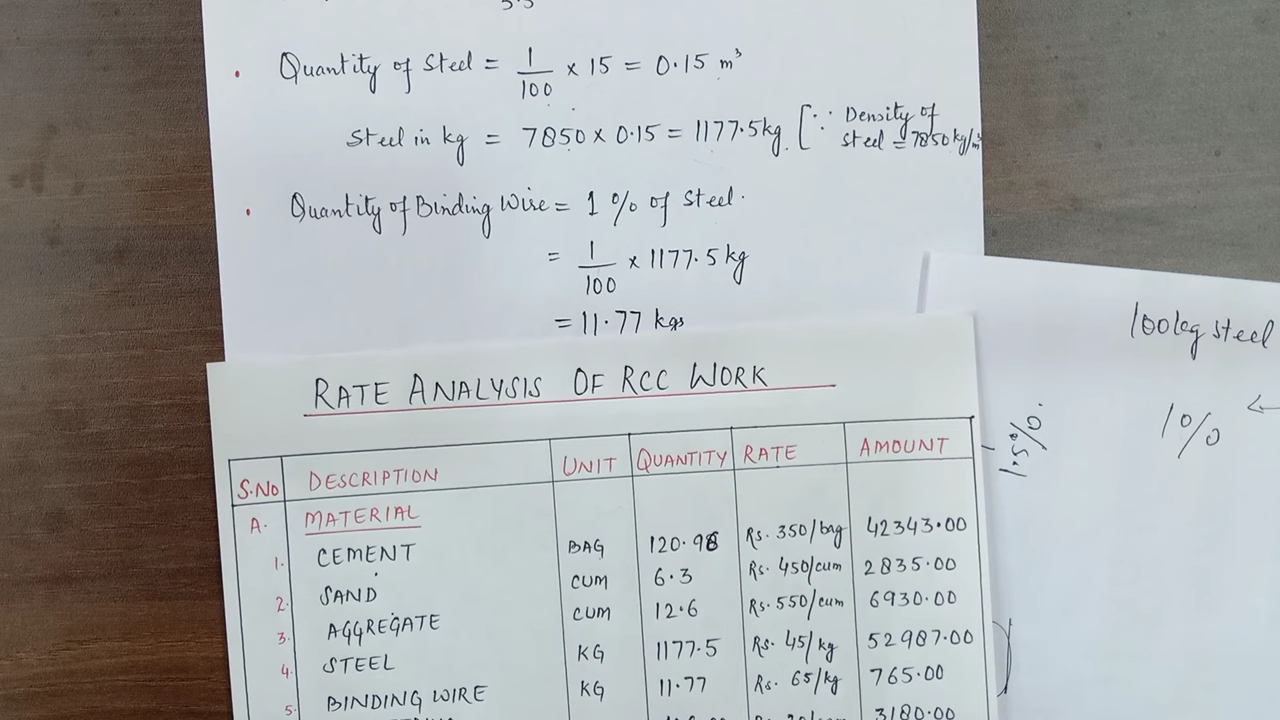 5.5
• Quantity of Steel = 1/100 × 15 = 0.15 m³
Steel in kg = 7850 × 0.15 = 1177.5kg. [∵ Density of steel = 7850 kg/m³
• Quantity of Binding Wire = 1 % of Steel.
= 1/100 × 1177.5 kg
= 11.77 kgs
100kg steel
1%
1.5%
RATE ANALYSIS OF RCC WORK
S.NO DESCRIPTION UNIT QUANTITY RATE AMOUNT
A. MATERIAL
1. CEMENT BAG 120.98 Rs. 350/bag 42343.00
2. SAND CUM 6.3 Rs. 450/cum 2835.00
3. AGGREGATE CUM 12.6 Rs. 550/cum 6930.00
4. STEEL KG 1177.5 Rs. 45/kg 52987.00
5. BINDING WIRE KG 11.77 Rs. 65/kg 765.00
3180.00